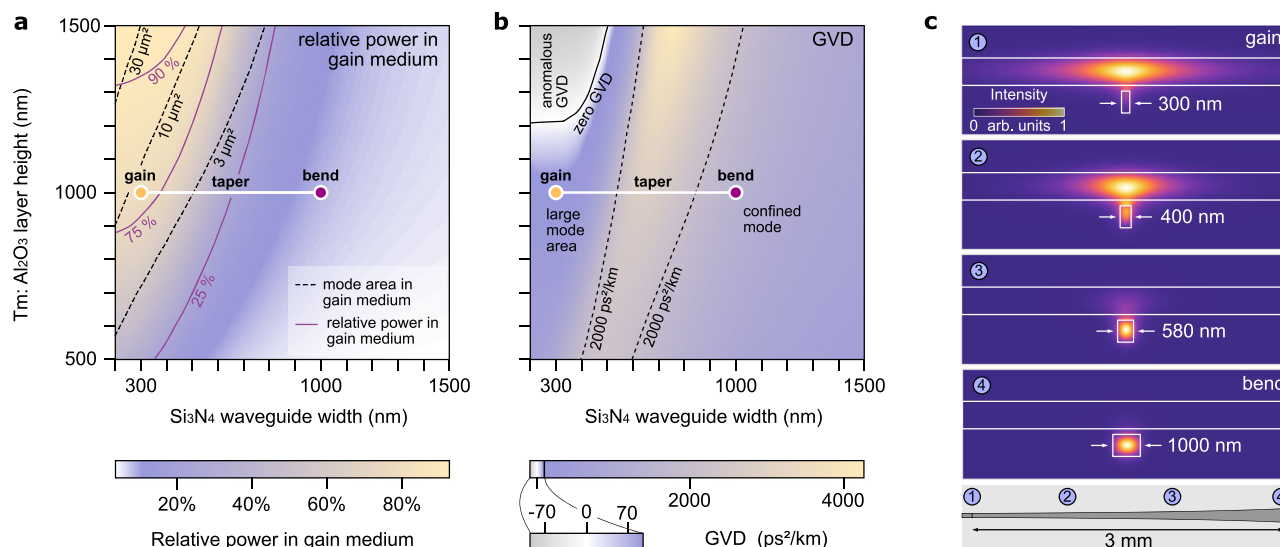 a
relative power in
gain medium
30 µm²
90 %
10 µm²
3 µm²
gain
taper
bend
75 %
25 %
mode area in
gain medium
relative power in
gain medium
1500
1000
500
Tm: Al₂O₃ layer height (nm)
300
1000
1500
Si₃N₄ waveguide width (nm)
20%
40%
60%
80%
Relative power in gain medium
b
GVD
anomalous
GVD
zero GVD
gain
taper
bend
large
mode
area
confined
mode
2000 ps²/km
2000 ps²/km
500
300
1000
1500
Si₃N₄ waveguide width (nm)
2000
4000
-70
0
70
GVD (ps²/km)
c
1
gain
Intensity
0 arb. units 1
300 nm
2
400 nm
3
580 nm
4
bend
1000 nm
1
2
3
4
3 mm